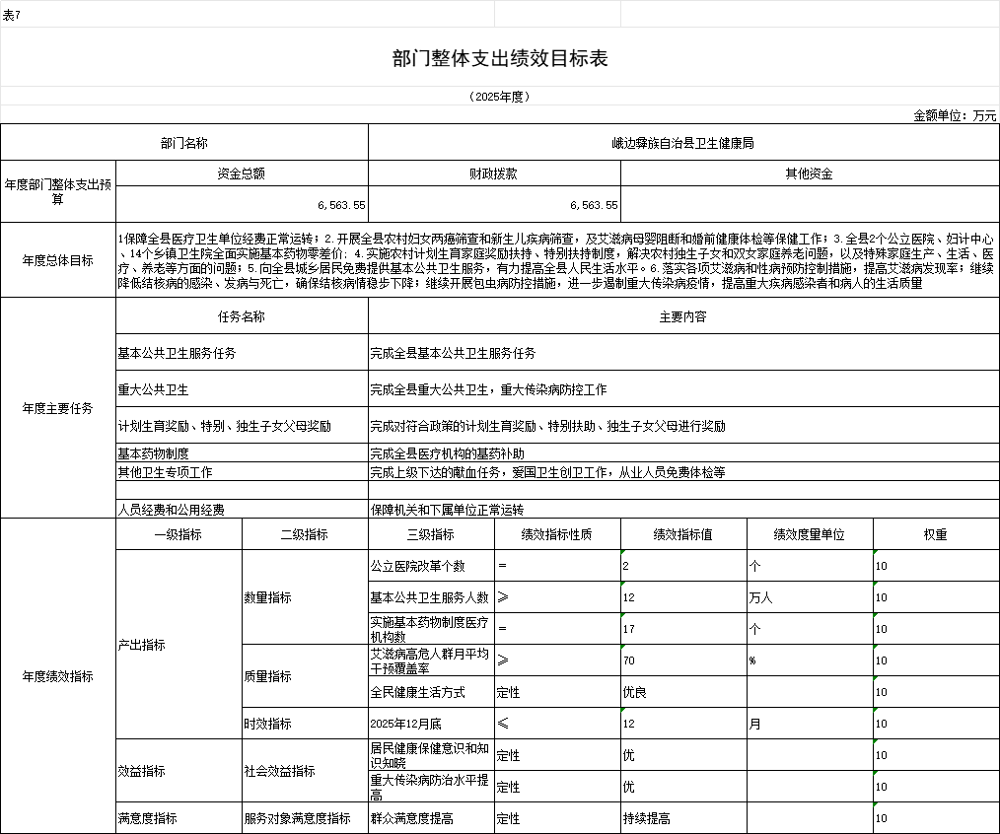 表7
部门整体支出绩效目标表
（2025年度）
金额单位：万元
部门名称
峨边彝族自治县卫生健康局
年度部门整体支出预
算
资金总额
财政拨款
其他资金
6,563.55
6,563.55
年度总体目标
1保障全县医疗卫生单位经费正常运转；2.开展全县农村妇女两癌筛查和新生儿疾病筛查，及艾滋病母婴阻断和婚前健康体检等保健工作；3.全县2个公立医院、妇计中心
、14个乡镇卫生院全面实施基本药物零差价；4.实施农村计划生育家庭奖励扶持、特别扶持制度，解决农村独生子女和双女家庭养老问题，以及特殊家庭生产、生活、医
疗、养老等方面的问题；5.向全县城乡居民免费提供基本公共卫生服务，有力提高全县人民生活水平。6.落实各项艾滋病和性病预防控制措施，提高艾滋病发现率；继续
降低结核病的感染、发病与死亡，确保结核病情稳步下降；继续开展包虫病防控措施，进一步遏制重大传染病疫情，提高重大疾病感染者和病人的生活质量
年度主要任务
任务名称
主要内容
基本公共卫生服务任务
完成全县基本公共卫生服务任务
重大公共卫生
完成全县重大公共卫生，重大传染病防控工作
计划生育奖励、特别、独生子女父母奖励
完成对符合政策的计划生育奖励、特别扶助、独生子女父母进行奖励
基本药物制度
完成全县医疗机构的基药补助
其他卫生专项工作
完成上级下达的献血任务，爱国卫生创卫工作，从业人员免费体检等
人员经费和公用经费
保障机关和下属单位正常运转
年度绩效指标
一级指标
二级指标
三级指标
绩效指标性质
绩效指标值
绩效度量单位
权重
产出指标
数量指标
公立医院改革个数
＝
2
个
10
基本公共卫生服务人数
≥
12
万人
10
实施基本药物制度医疗
机构数
＝
17
个
10
质量指标
艾滋病高危人群月平均
干预覆盖率
≥
70
%
10
全民健康生活方式
定性
优良
10
时效指标
2025年12月底
≤
12
月
10
效益指标
社会效益指标
居民健康保健意识和知
识知晓
定性
优
10
重大传染病防治水平提
高
定性
优
10
满意度指标
服务对象满意度指标
群众满意度提高
定性
持续提高
10